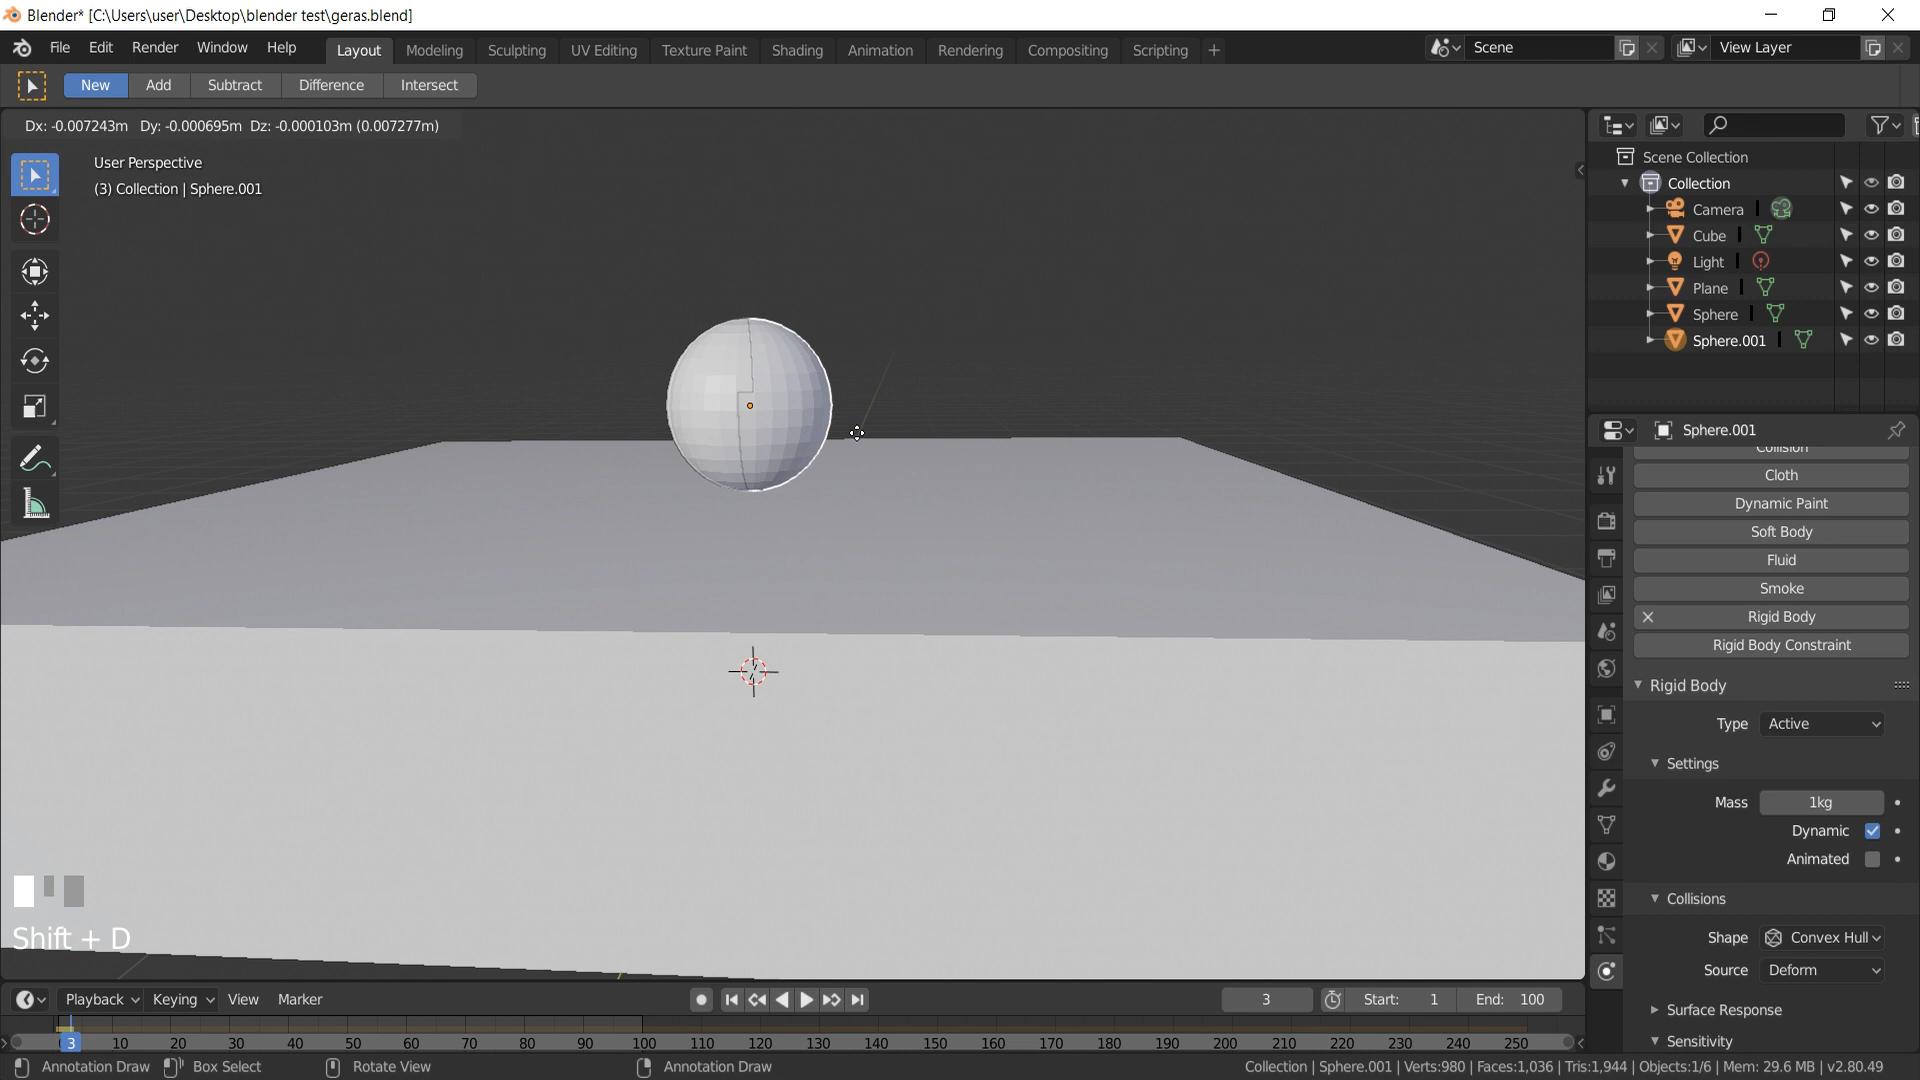 Blender* [C:\Users\user\Desktop\blender test\geras.blend]
File Edit Render Window Help Layout Modeling Sculpting UV Editing Texture Paint Shading Animation Rendering Compositing Scripting + Scene View Layer
New Add Subtract Difference Intersect
Dx: -0.007243m Dy: -0.000695m Dz: -0.000103m (0.007277m)
User Perspective
(3) Collection | Sphere.001
Scene Collection
Collection
Camera
Cube
Light
Plane
Sphere
Sphere.001
Sphere.001
Collision
Cloth
Dynamic Paint
Soft Body
Fluid
Smoke
Rigid Body
Rigid Body Constraint
Rigid Body
Type Active
Settings
Mass 1kg
Dynamic
Animated
Collisions
Shape Convex Hull
Source Deform
Surface Response
Sensitivity
Shift + D
Playback Keying View Marker 3 Start: 1 End: 100
3 10 20 30 40 50 60 70 80 90 100 110 120 130 140 150 160 170 180 190 200 210 220 230 240 250
Annotation Draw Box Select Rotate View Annotation Draw Collection | Sphere.001 | Verts:980 | Faces:1,036 | Tris:1,944 | Objects:1/6 | Mem: 29.6 MB | v2.80.49